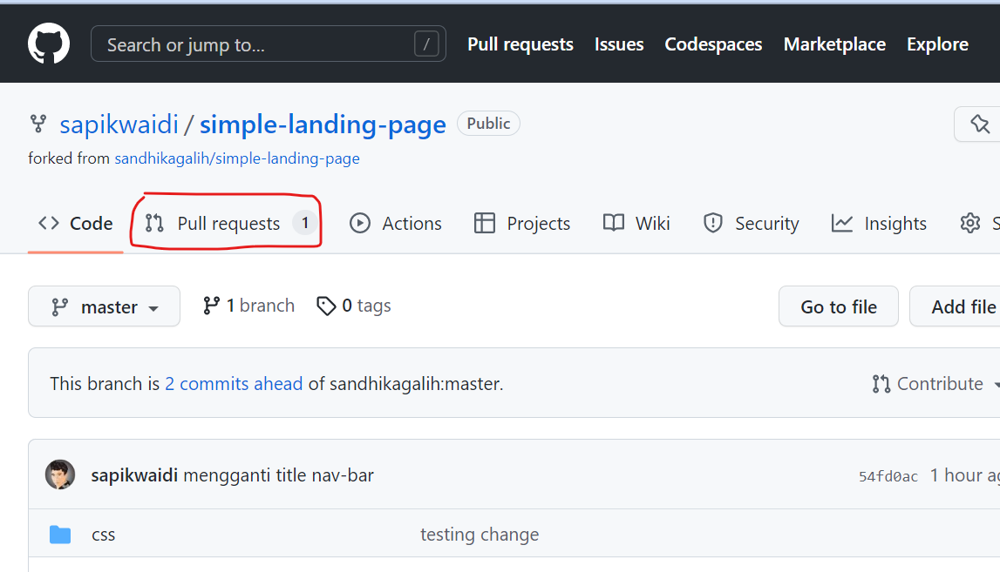 Search or jump to... / Pull requests Issues Codespaces Marketplace Explore
sapikwaidi / simple-landing-page Public
forked from sandhikagalih/simple-landing-page
Code Pull requests 1 Actions Projects Wiki Security Insights S
master 1 branch 0 tags Go to file Add file
This branch is 2 commits ahead of sandhikagalih:master. Contribute
sapikwaidi mengganti title nav-bar 54fd0ac 1 hour ag
css testing change